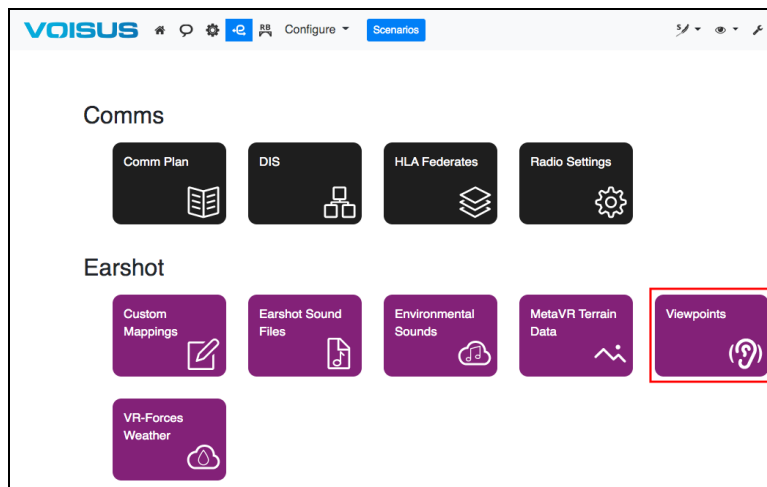 VOISUS RB Configure Scenarios
Comms
Comm Plan DIS HLA Federates Radio Settings
Earshot
Custom Earshot Sound Environmental MetaVR Terrain Viewpoints
Mappings Files Sounds Data
VR-Forces
Weather